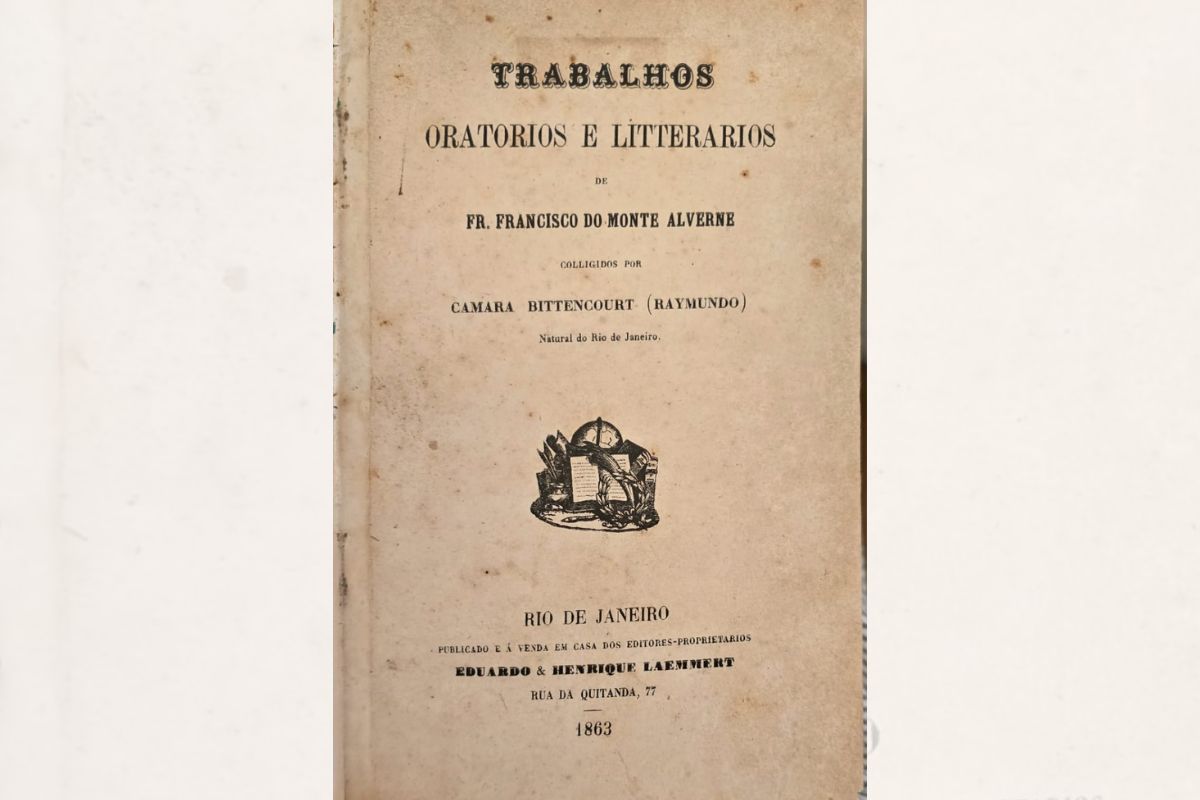 TRABALHOS
ORATORIOS E LITTERARIOS
DE
FR. FRANCISCO DO MONTE ALVERNE
COLLIGIDOS POR
CAMARA BITTENCOURT (RAYMUNDO)
Natural do Rio de Janeiro.
RIO DE JANEIRO
PUBLICADO E Á VENDA EM CASA DOS EDITORES-PROPRIETARIOS
EDUARDO & HENRIQUE LAEMMERT
RUA DA QUITANDA, 77
1863